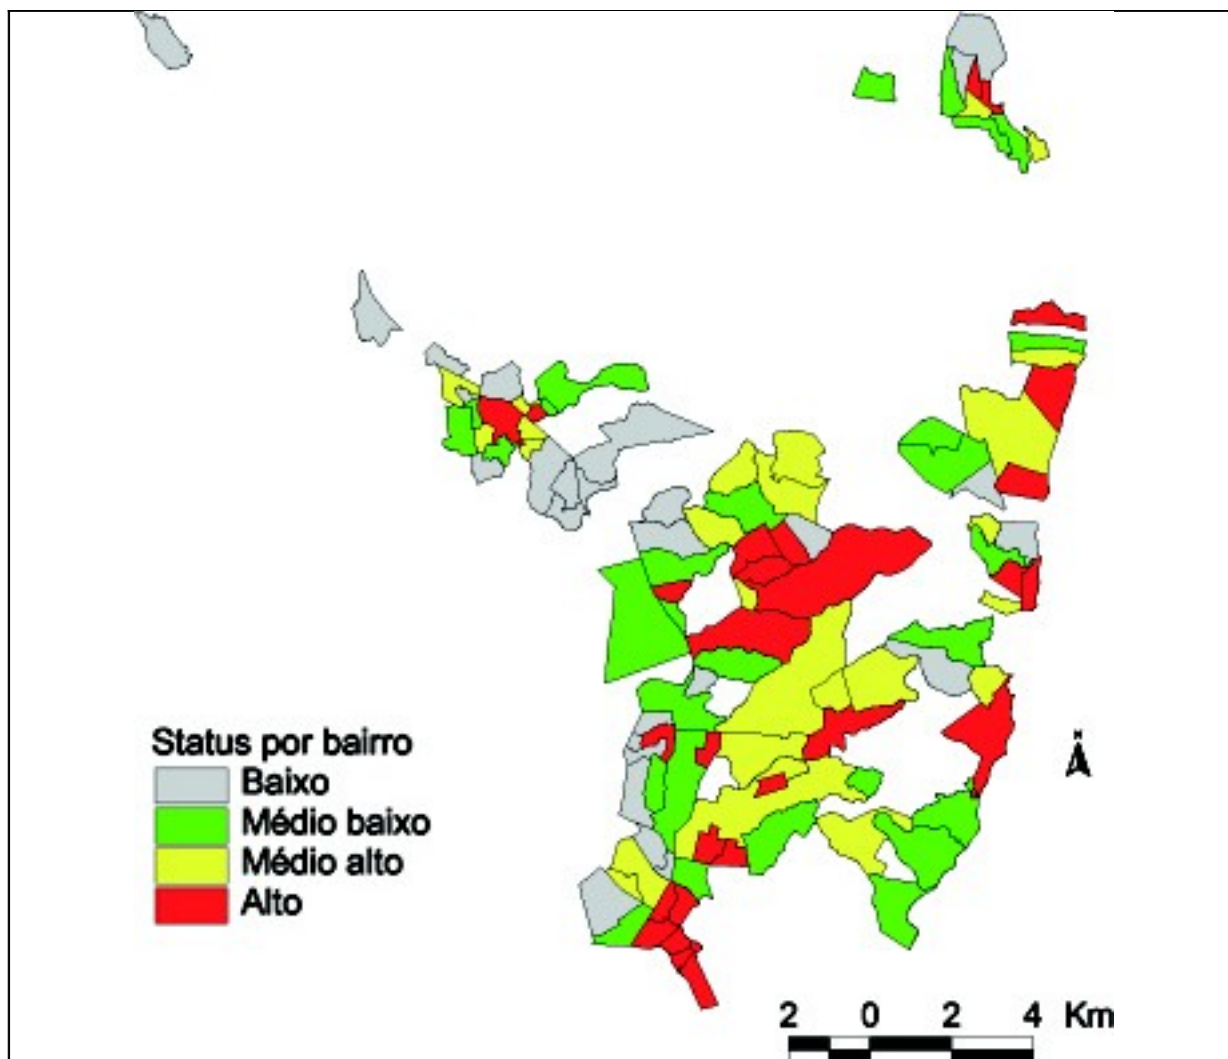 Status por bairro
Baixo
Médio baixo
Médio alto
Alto
N
2 0 2 4 Km